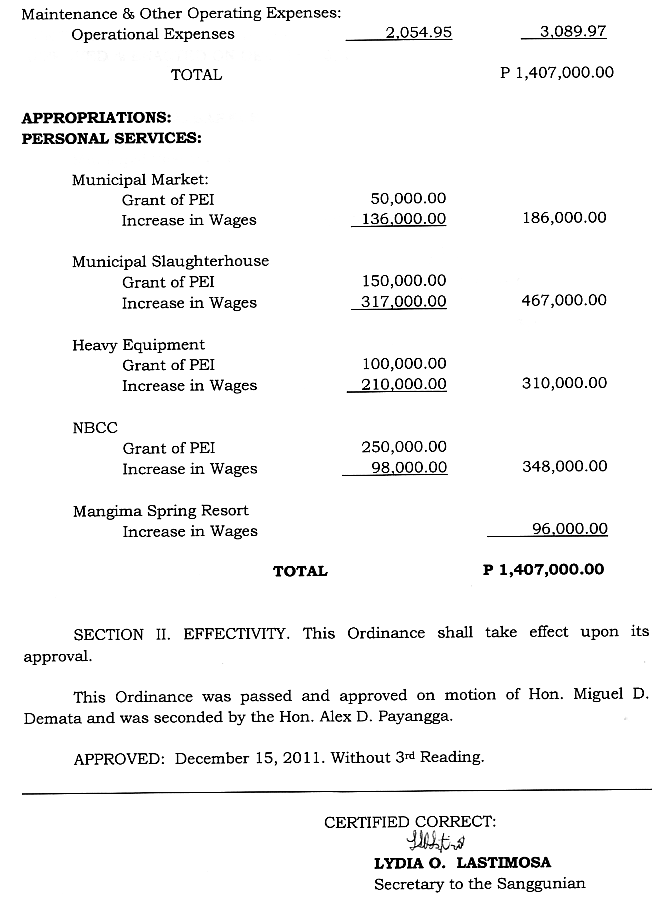 Maintenance & Other Operating Expenses:
Operational Expenses 2,054.95 3,089.97
TOTAL P 1,407,000.00
APPROPRIATIONS:
PERSONAL SERVICES:
Municipal Market:
Grant of PEI 50,000.00
Increase in Wages 136,000.00 186,000.00
Municipal Slaughterhouse
Grant of PEI 150,000.00
Increase in Wages 317,000.00 467,000.00
Heavy Equipment
Grant of PEI 100,000.00
Increase in Wages 210,000.00 310,000.00
NBCC
Grant of PEI 250,000.00
Increase in Wages 98,000.00 348,000.00
Mangima Spring Resort
Increase in Wages 96,000.00
TOTAL P 1,407,000.00
SECTION II. EFFECTIVITY. This Ordinance shall take effect upon its
approval.
This Ordinance was passed and approved on motion of Hon. Miguel D.
Demata and was seconded by the Hon. Alex D. Payangga.
APPROVED: December 15, 2011. Without 3rd Reading.
CERTIFIED CORRECT:
LYDIA O. LASTIMOSA
Secretary to the Sanggunian